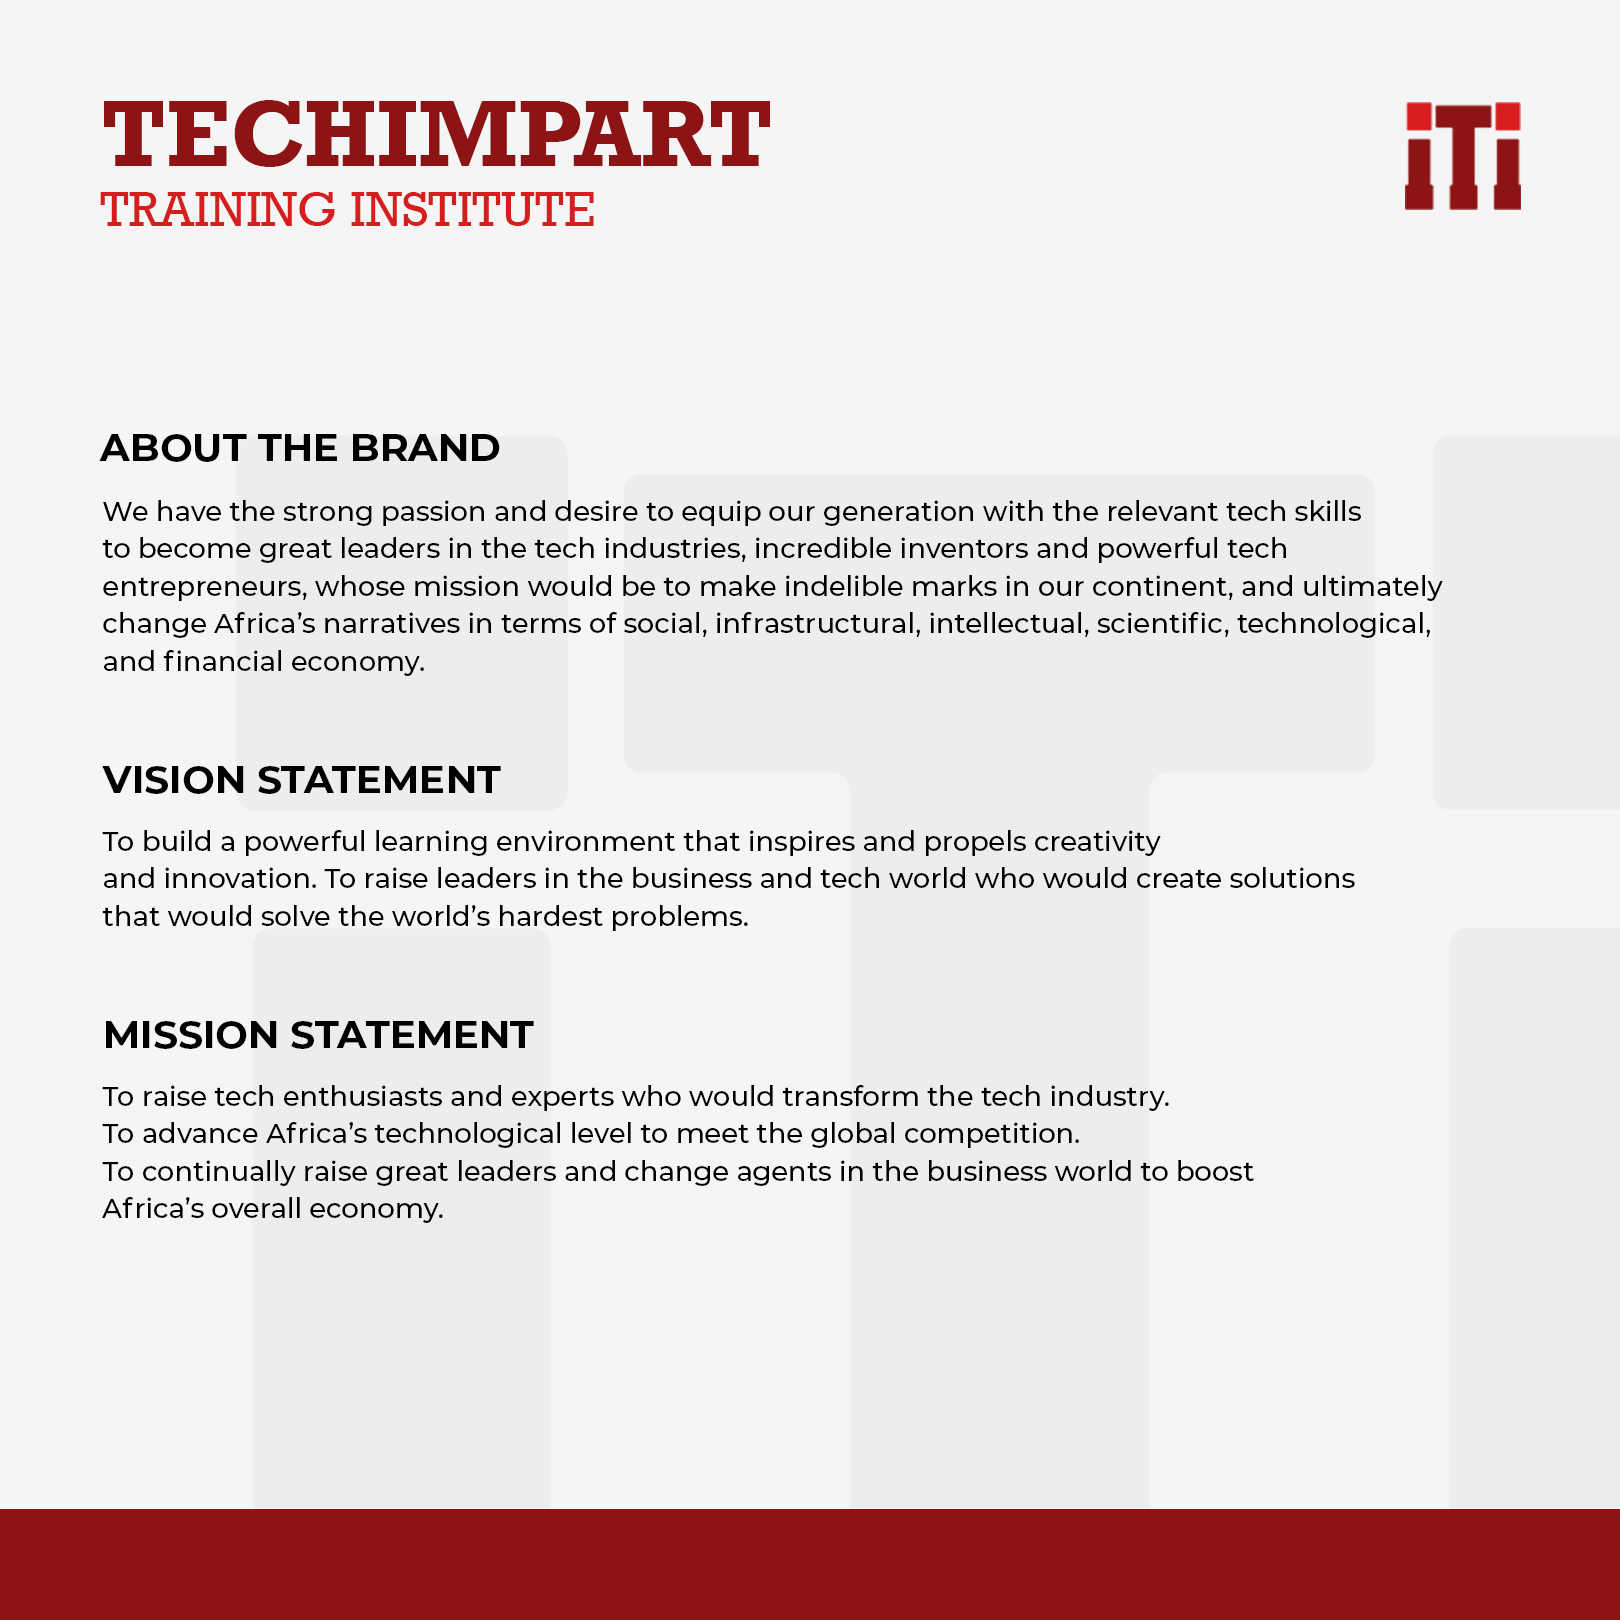 TECHIMPART
TRAINING INSTITUTE
iTi
ABOUT THE BRAND
We have the strong passion and desire to equip our generation with the relevant tech skills
to become great leaders in the tech industries, incredible inventors and powerful tech
entrepreneurs, whose mission would be to make indelible marks in our continent, and ultimately
change Africa’s narratives in terms of social, infrastructural, intellectual, scientific, technological,
and financial economy.
VISION STATEMENT
To build a powerful learning environment that inspires and propels creativity
and innovation. To raise leaders in the business and tech world who would create solutions
that would solve the world’s hardest problems.
MISSION STATEMENT
To raise tech enthusiasts and experts who would transform the tech industry.
To advance Africa’s technological level to meet the global competition.
To continually raise great leaders and change agents in the business world to boost
Africa’s overall economy.